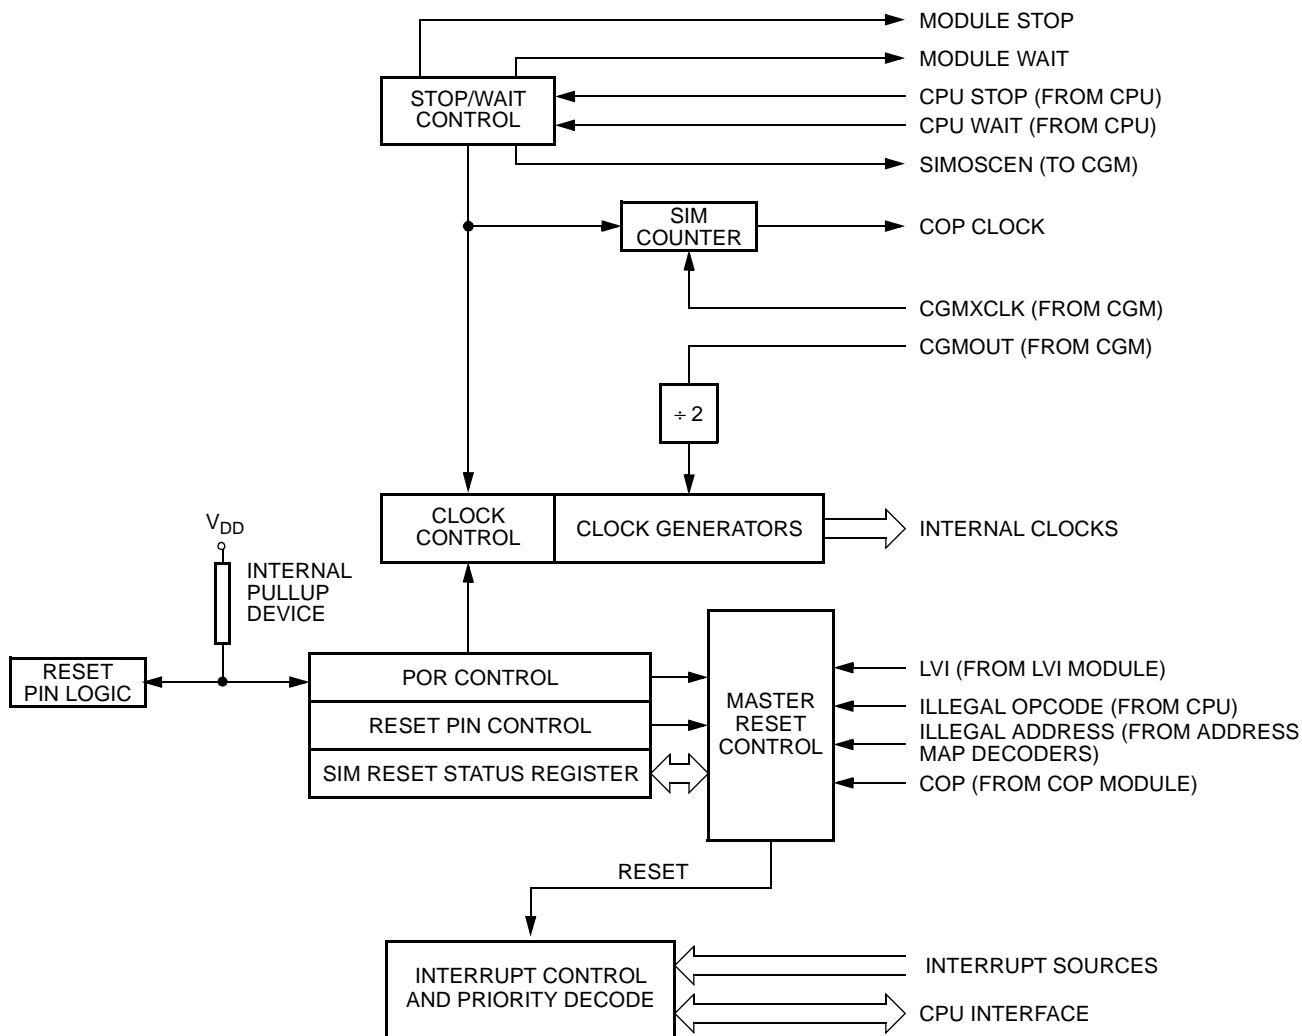 MODULE STOP
MODULE WAIT
STOP/WAIT
CONTROL
CPU STOP (FROM CPU)
CPU WAIT (FROM CPU)
SIMOSCEN (TO CGM)
SIM
COUNTER
COP CLOCK
CGMXCLK (FROM CGM)
CGMOUT (FROM CGM)
÷ 2
CLOCK
CONTROL
CLOCK GENERATORS
INTERNAL CLOCKS
VDD
INTERNAL
PULLUP
DEVICE
RESET
PIN LOGIC
POR CONTROL
RESET PIN CONTROL
SIM RESET STATUS REGISTER
MASTER
RESET
CONTROL
LVI (FROM LVI MODULE)
ILLEGAL OPCODE (FROM CPU)
ILLEGAL ADDRESS (FROM ADDRESS
MAP DECODERS)
COP (FROM COP MODULE)
RESET
INTERRUPT CONTROL
AND PRIORITY DECODE
INTERRUPT SOURCES
CPU INTERFACE